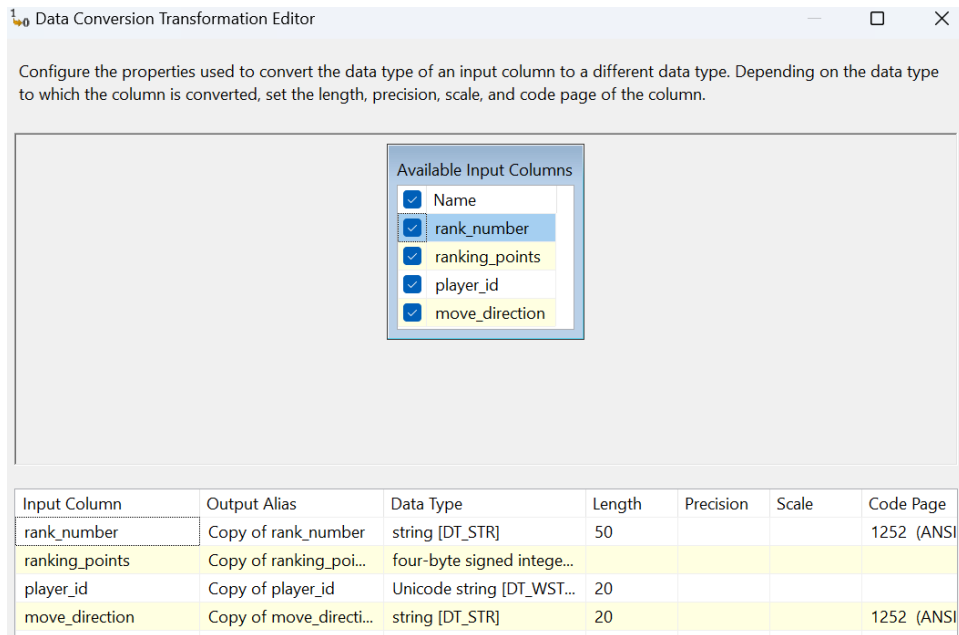 Data Conversion Transformation Editor
Configure the properties used to convert the data type of an input column to a different data type. Depending on the data type
to which the column is converted, set the length, precision, scale, and code page of the column.
Available Input Columns
Name
rank_number
ranking_points
player_id
move_direction
Input Column Output Alias Data Type Length Precision Scale Code Page
rank_number Copy of rank_number string [DT_STR] 50 1252 (ANSI
ranking_points Copy of ranking_poi... four-byte signed intege...
player_id Copy of player_id Unicode string [DT_WST... 20
move_direction Copy of move_directi... string [DT_STR] 20 1252 (ANSI